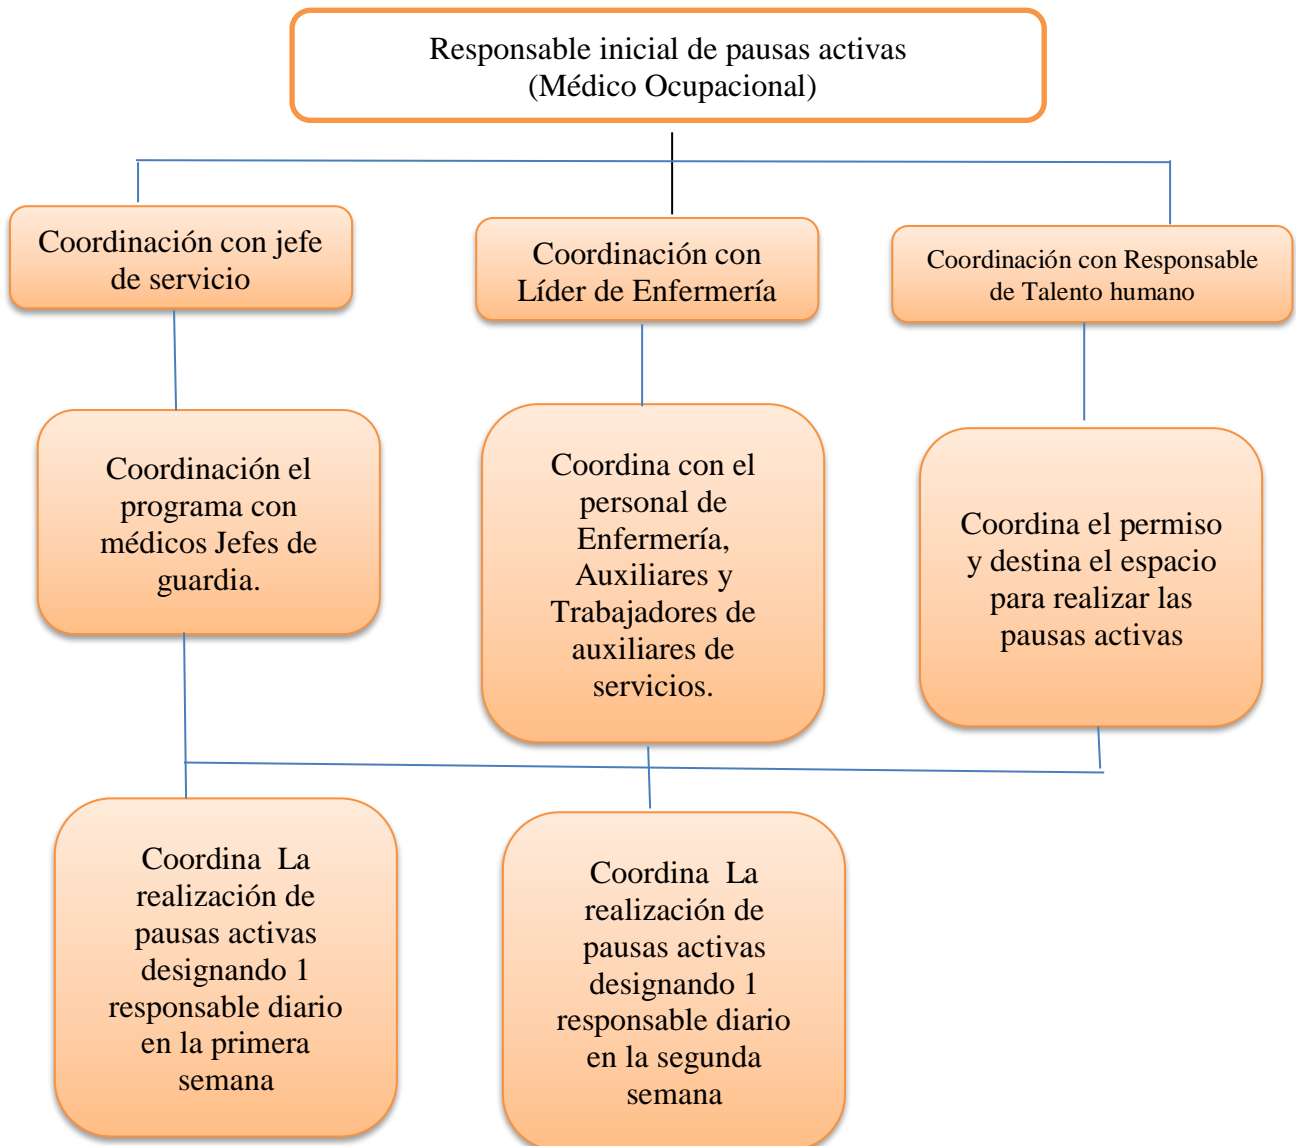 Responsable inicial de pausas activas
(Médico Ocupacional)
Coordinación con jefe
de servicio
Coordinación con
Líder de Enfermería
Coordinación con Responsable
de Talento humano
Coordinación el
programa con
médicos Jefes de
guardia.
Coordina con el
personal de
Enfermería,
Auxiliares y
Trabajadores de
auxiliares de
servicios.
Coordina el permiso
y destina el espacio
para realizar las
pausas activas
Coordina  La
realización de
pausas activas
designando 1
responsable diario
en la primera
semana
Coordina  La
realización de
pausas activas
designando 1
responsable diario
en la segunda
semana